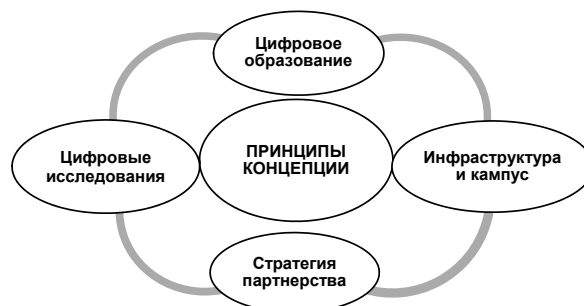 Цифровое
образование
Цифровые
исследования
ПРИНЦИПЫ
КОНЦЕПЦИИ
Инфраструктура
и кампус
Стратегия
партнерства